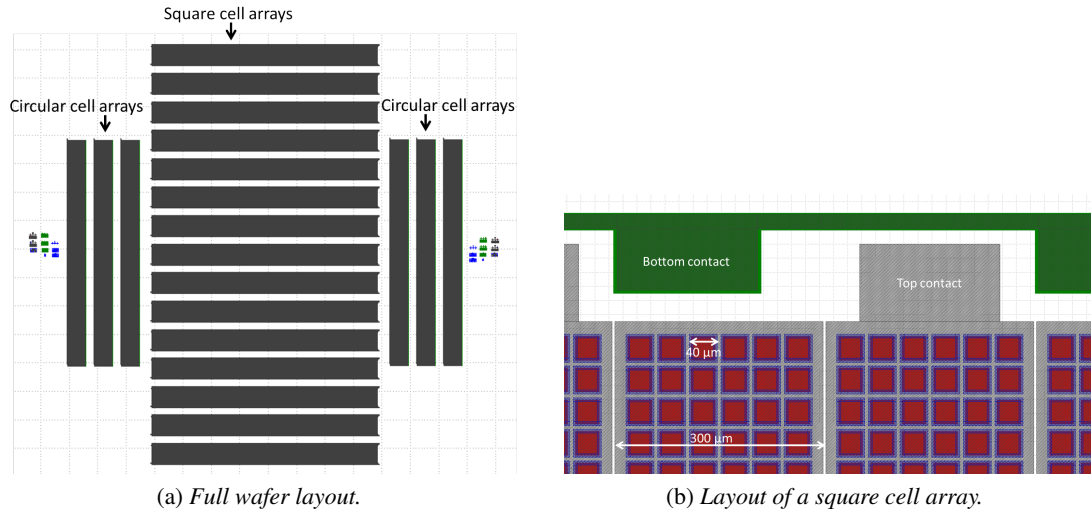 Square cell arrays
Circular cell arrays
Circular cell arrays
Bottom contact
Top contact
40 μm
300 μm
(a) Full wafer layout.
(b) Layout of a square cell array.